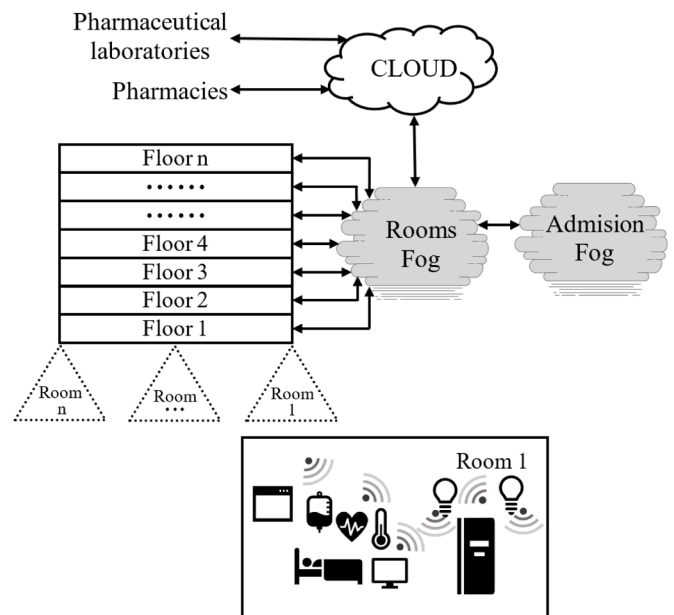 Pharmaceutical
laboratories
CLOUD
Pharmacies
Floor n
••••••
••••••
Floor 4
Floor 3
Floor 2
Floor 1
Rooms
Fog
Admision
Fog
Room
n
Room
•••
Room
1
Room 1